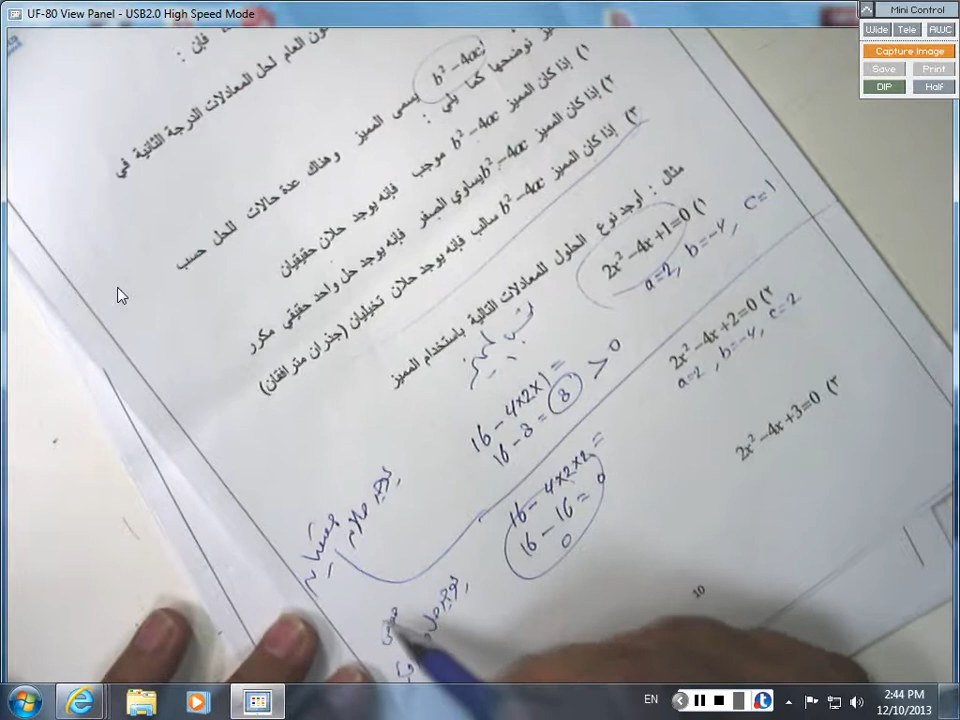 UF-80 View Panel - USB2.0 High Speed Mode
Mini Control
Wide Tele AWC
Capture Image
Save Print
DIP Half
العام لحل المعادلات الدرجة الثانية في
فإن :
b²-4ac يسمى المميز وهناك عدة حالات للحل حسب
نوضحها كما يلي :
١) إذا كان المميز b²-4ac موجب فإنه يوجد حلان حقيقيان
٢) إذا كان المميز b²-4ac يساوي الصفر فإنه يوجد حل واحد حقيقي مكرر
٣) إذا كان المميز b²-4ac سالب فإنه يوجد حلان تخيليان (جذران مترافقان)
مثال : أوجد نوع الحلول للمعادلات التالية باستخدام المميز
١) 2x²-4x+1=0
a=2, b=-4, c=1
المميز
16-4×2×1=
16-8=8>0
يوجد حلان
٢) 2x²-4x+2=0
a=2, b=-4, c=2
16-4×2×2=
16-16=0
0
يوجد حل
٣) 2x²-4x+3=0
10
EN
2:44 PM
12/10/2013